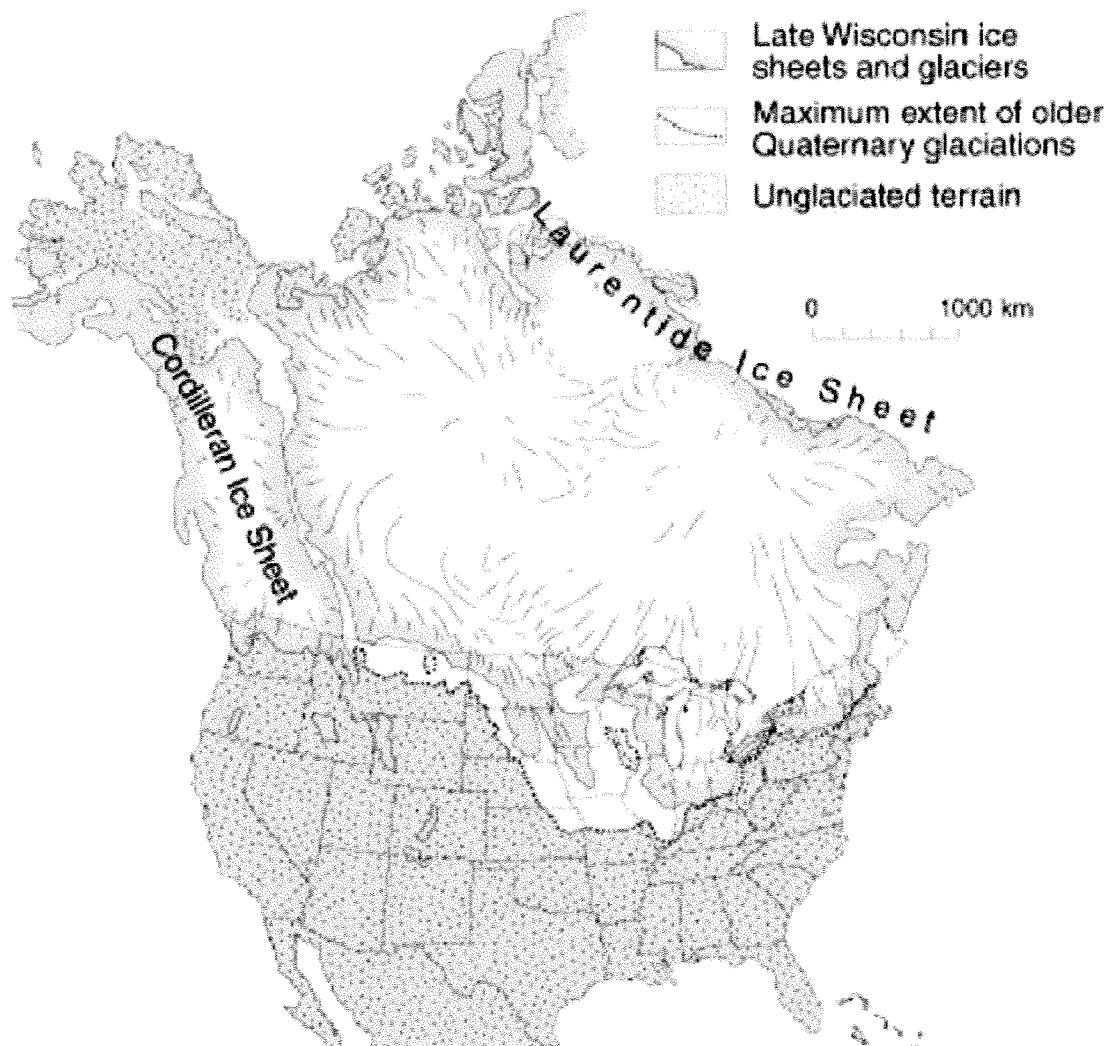 Late Wisconsin ice
sheets and glaciers
Maximum extent of older
Quaternary glaciations
Unglaciated terrain
0 1000 km
Laurentide Ice Sheet
Cordilleran Ice Sheet